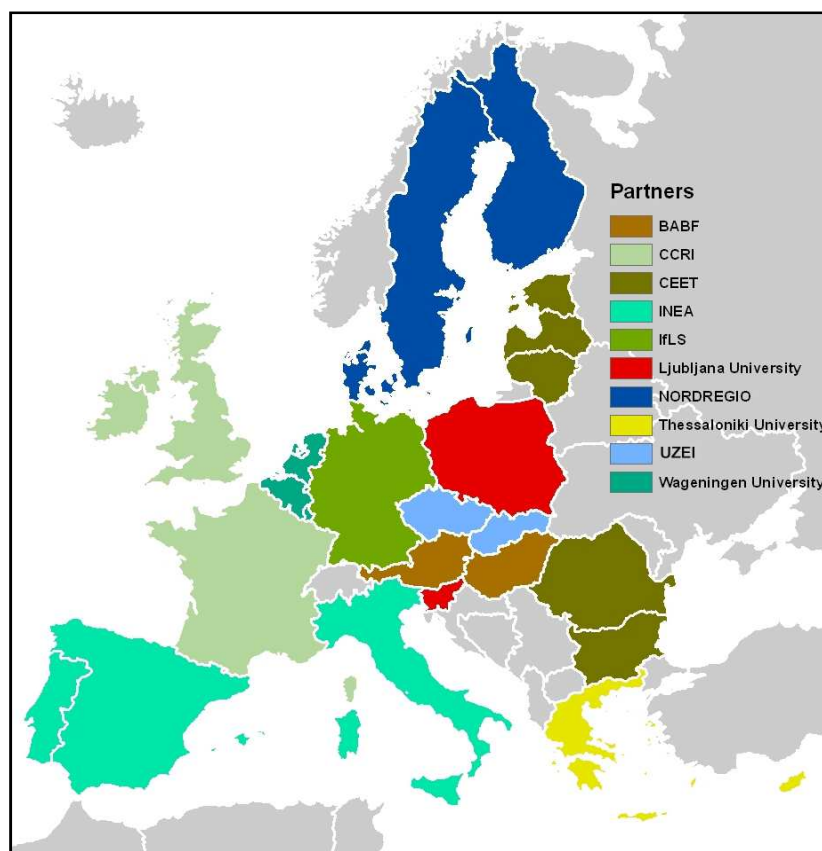 Partners
BABF
CCRI
CEET
INEA
IfLS
Ljubljana University
NORDREGIO
Thessaloniki University
UZEI
Wageningen University